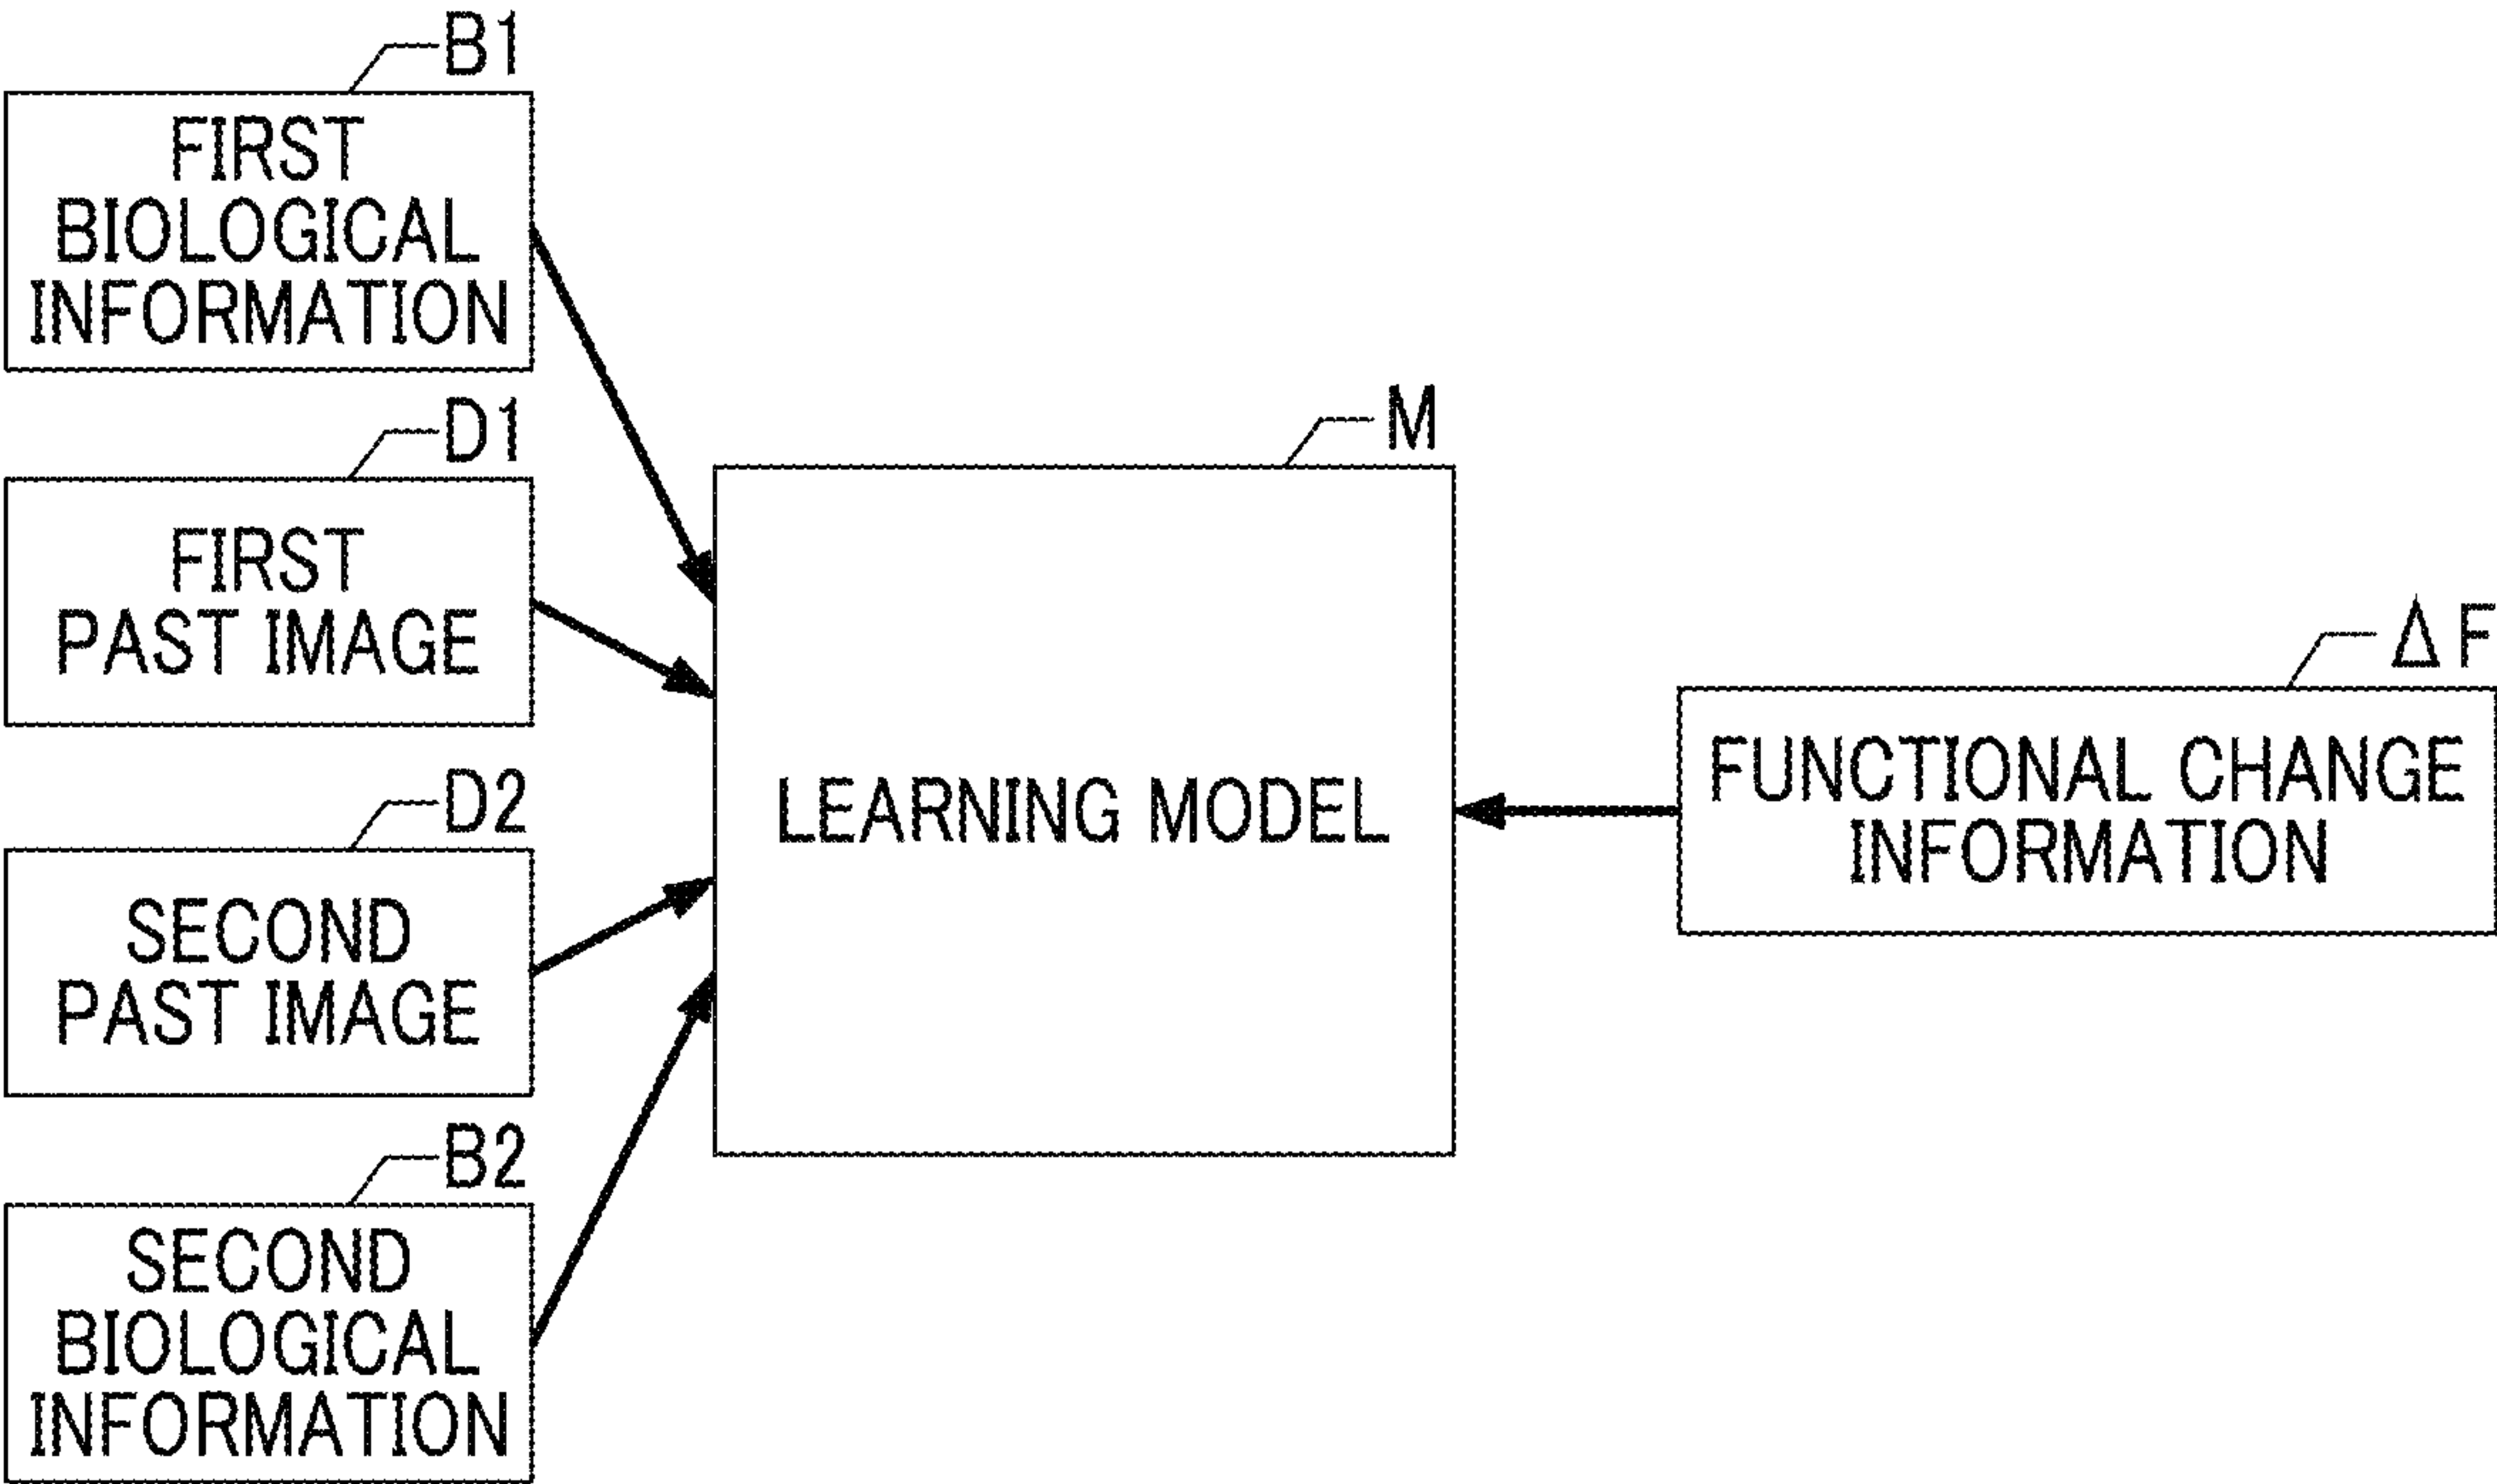 B1
FIRST
BIOLOGICAL
INFORMATION
D1
FIRST
PAST IMAGE
D2
SECOND
PAST IMAGE
B2
SECOND
BIOLOGICAL
INFORMATION
M
LEARNING MODEL
Δ F
FUNCTIONAL CHANGE
INFORMATION